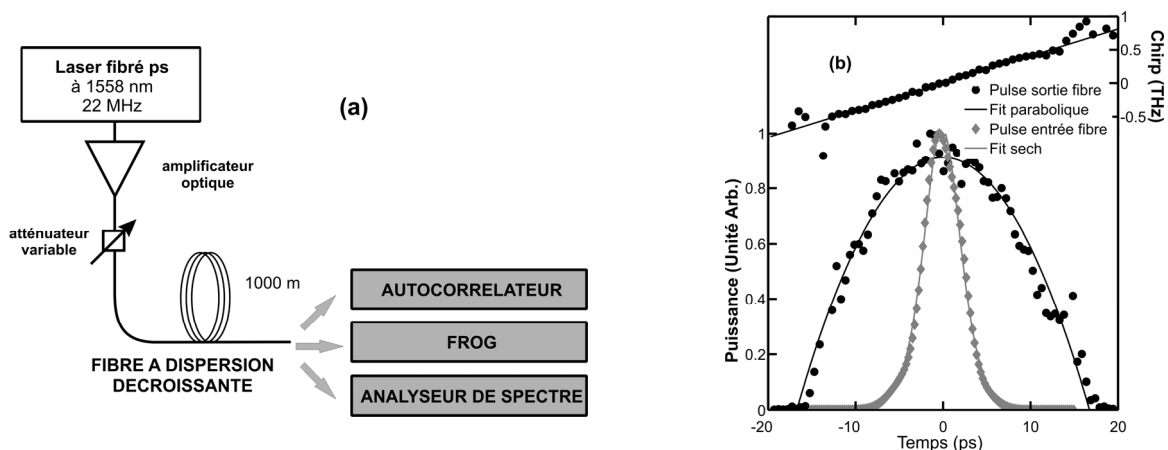 Laser fibré ps
à 1558 nm
22 MHz
(a)
amplificateur
optique
atténuateur
variable
1000 m
FIBRE A DISPERSION
DECROISSANTE
AUTOCORRELATEUR
FROG
ANALYSEUR DE SPECTRE
(b)
1
0.5
0
-0.5
Chirp (THz)
Pulse sortie fibre
Fit parabolique
Pulse entrée fibre
Fit sech
1
0.8
0.6
0.4
0.2
0
Puissance (Unité Arb.)
-20
-10
0
10
20
Temps (ps)